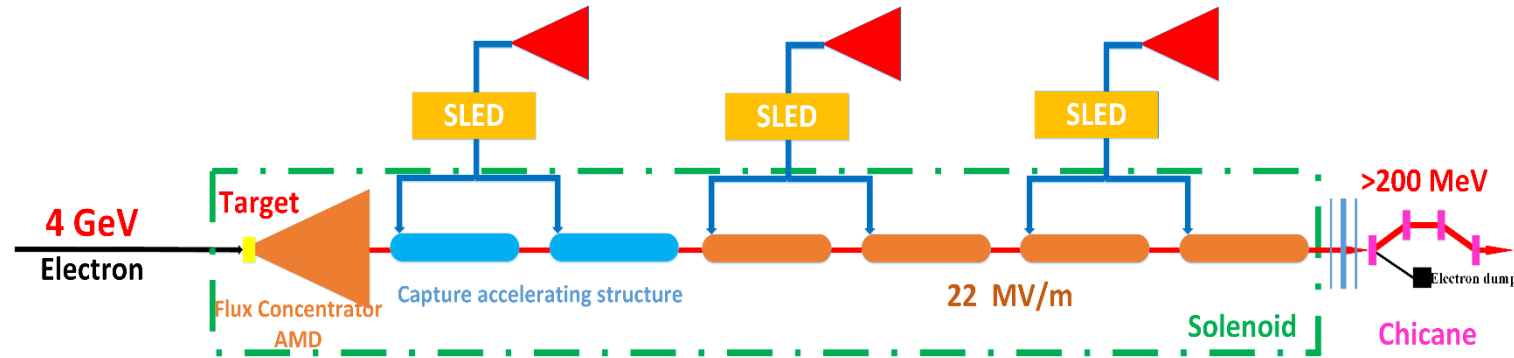 SLED
SLED
SLED
4 GeV
Electron
Target
Flux Concentrator
AMD
Capture accelerating structure
22 MV/m
Solenoid
>200 MeV
Electron dump
Chicane